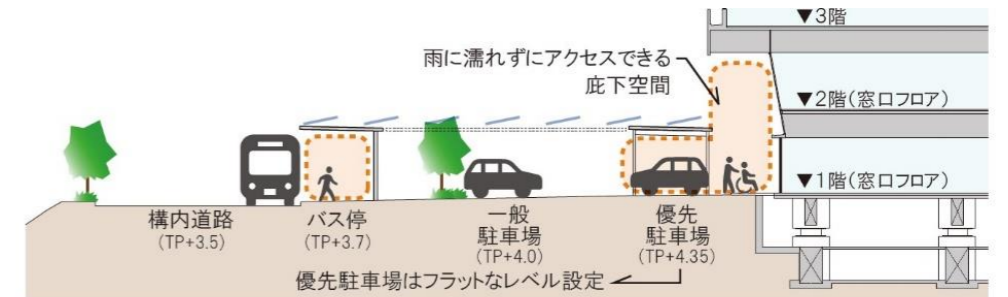 ▼3階
雨に濡れずにアクセスできる
庇下空間
▼2階(窓口フロア)
▼1階(窓口フロア)
構内道路
(TP+3.5)
バス停
(TP+3.7)
一般
駐車場
(TP+4.0)
優先
駐車場
(TP+4.35)
優先駐車場はフラットなレベル設定